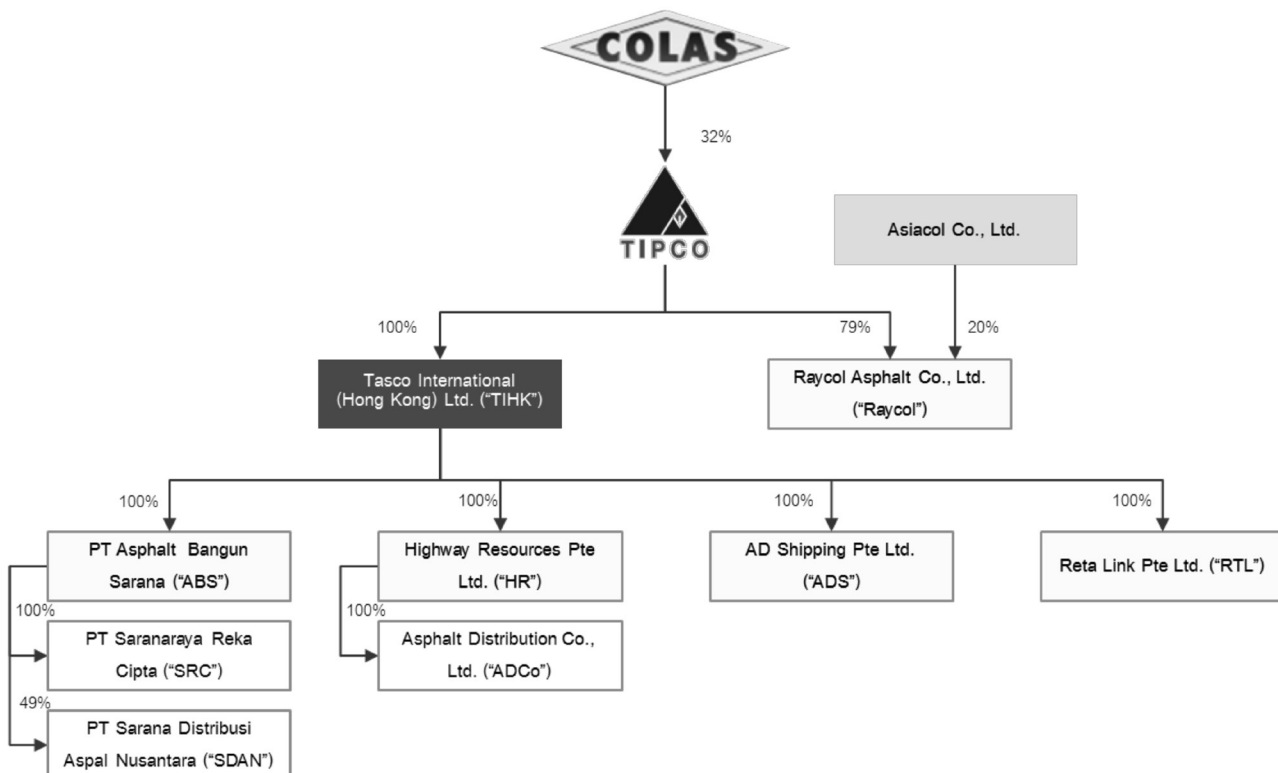 COLAS
32%
TIPCO
Asiacol Co., Ltd.
100%
79%
20%
Tasco International
(Hong Kong) Ltd. (“TIHK”)
Raycol Asphalt Co., Ltd.
(“Raycol”)
100%
100%
100%
100%
PT Asphalt Bangun
Sarana (“ABS”)
Highway Resources Pte
Ltd. (“HR”)
AD Shipping Pte Ltd.
(“ADS”)
Reta Link Pte Ltd. (“RTL”)
100%
PT Saranaraya Reka
Cipta (“SRC”)
100%
Asphalt Distribution Co.,
Ltd. (“ADCo”)
49%
PT Sarana Distribusi
Aspal Nusantara (“SDAN”)